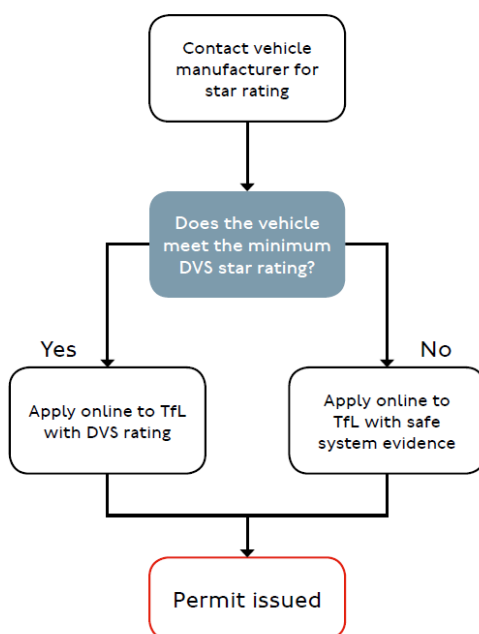 Contact vehicle
manufacturer for
star rating
Does the vehicle
meet the minimum
DVS star rating?
Yes
No
Apply online to TfL
with DVS rating
Apply online to
TfL with safe
system evidence
Permit issued